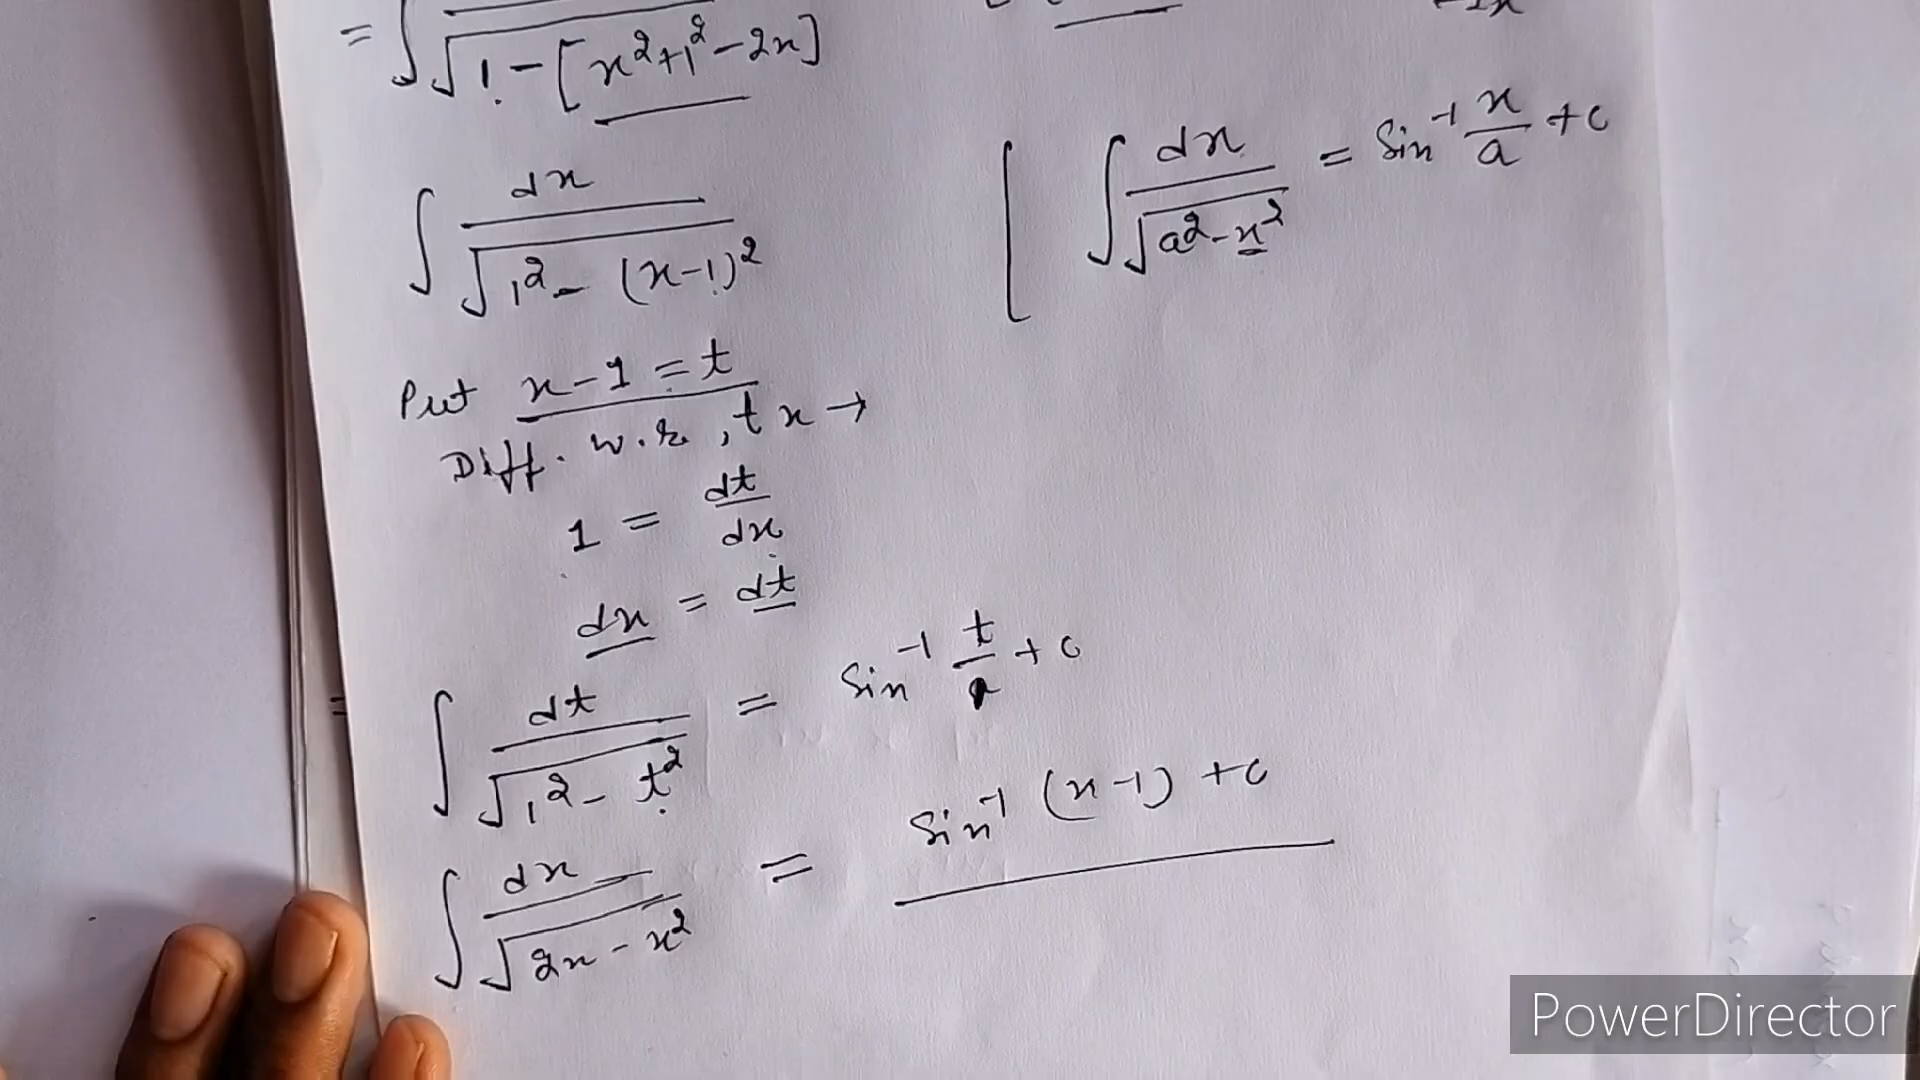 = ∫ √1 - [x²+1² - 2x]
∫ dx / √1² - (x-1)²
[ ∫ dx / √a² - x² = Sin⁻¹ x/a + c
Put x-1 = t
Diff. w.r.t x →
1 = dt/dx
dx = dt
= ∫ dt / √1² - t² = Sin⁻¹ t/1 + c
∫ dx / √2x - x² = Sin⁻¹ (x-1) + c
PowerDirector